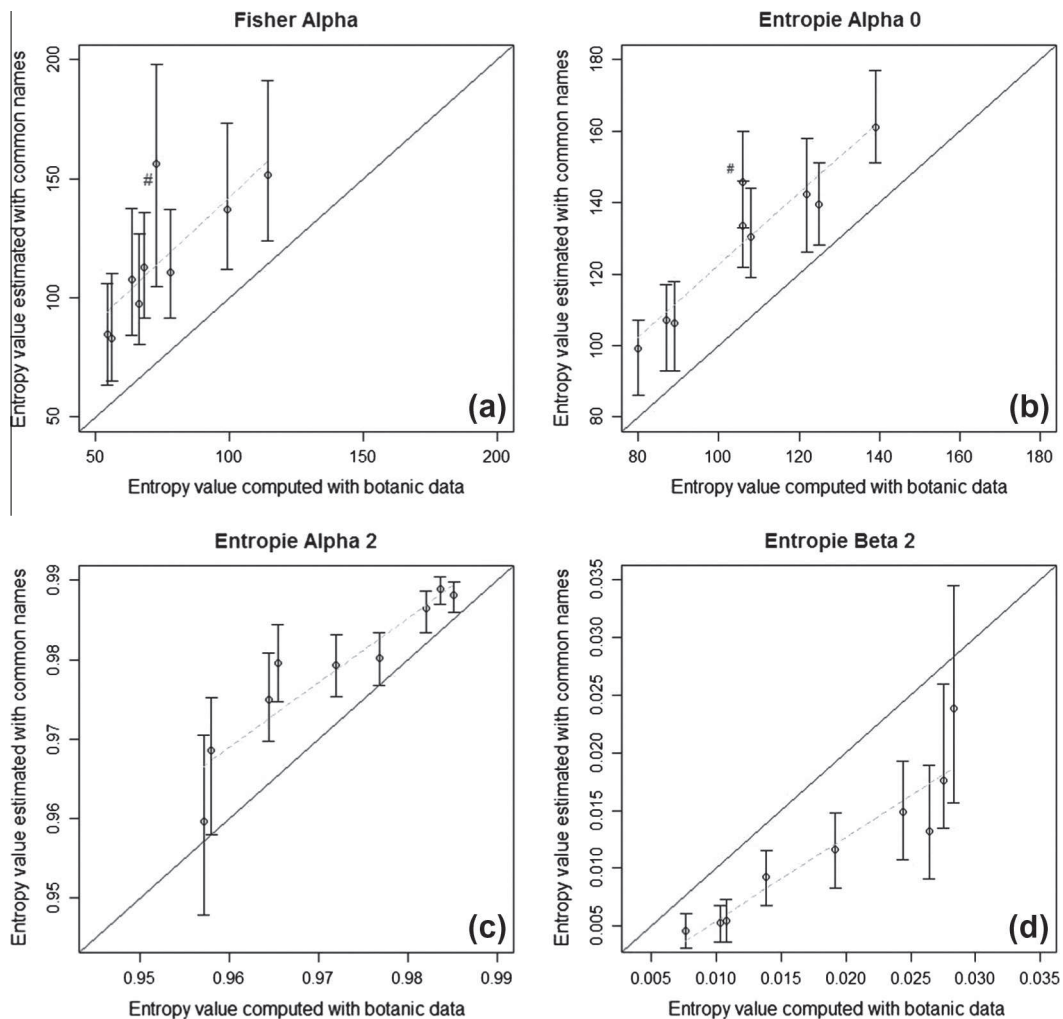 Fisher Alpha
Entropy value estimated with common names
200
150
100
50
#
(a)
50 100 150 200
Entropy value computed with botanic data
Entropie Alpha 0
Entropy value estimated with common names
180
160
140
120
100
80
#
(b)
80 100 120 140 160 180
Entropy value computed with botanic data
Entropie Alpha 2
Entropy value estimated with common names
0.99
0.98
0.97
0.96
0.95
(c)
0.95 0.96 0.97 0.98 0.99
Entropy value computed with botanic data
Entropie Beta 2
Entropy value estimated with common names
0.035
0.030
0.025
0.020
0.015
0.010
0.005
(d)
0.005 0.010 0.015 0.020 0.025 0.030 0.035
Entropy value computed with botanic data